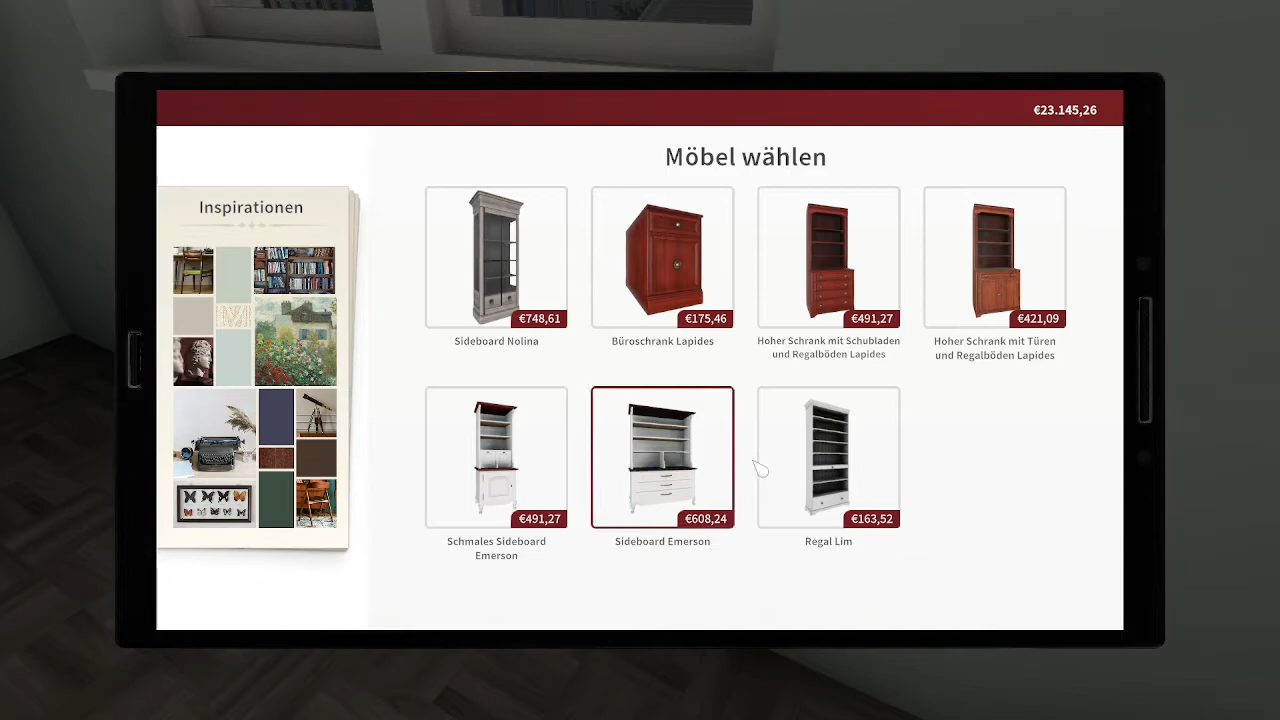 €23.145,26
Möbel wählen
Inspirationen
€748,61
€175,46
€491,27
€421,09
Sideboard Nolina
Büroschrank Lapides
Hoher Schrank mit Schubladen
und Regalböden Lapides
Hoher Schrank mit Türen
und Regalböden Lapides
€491,27
€608,24
€163,52
Schmales Sideboard
Emerson
Sideboard Emerson
Regal Lim